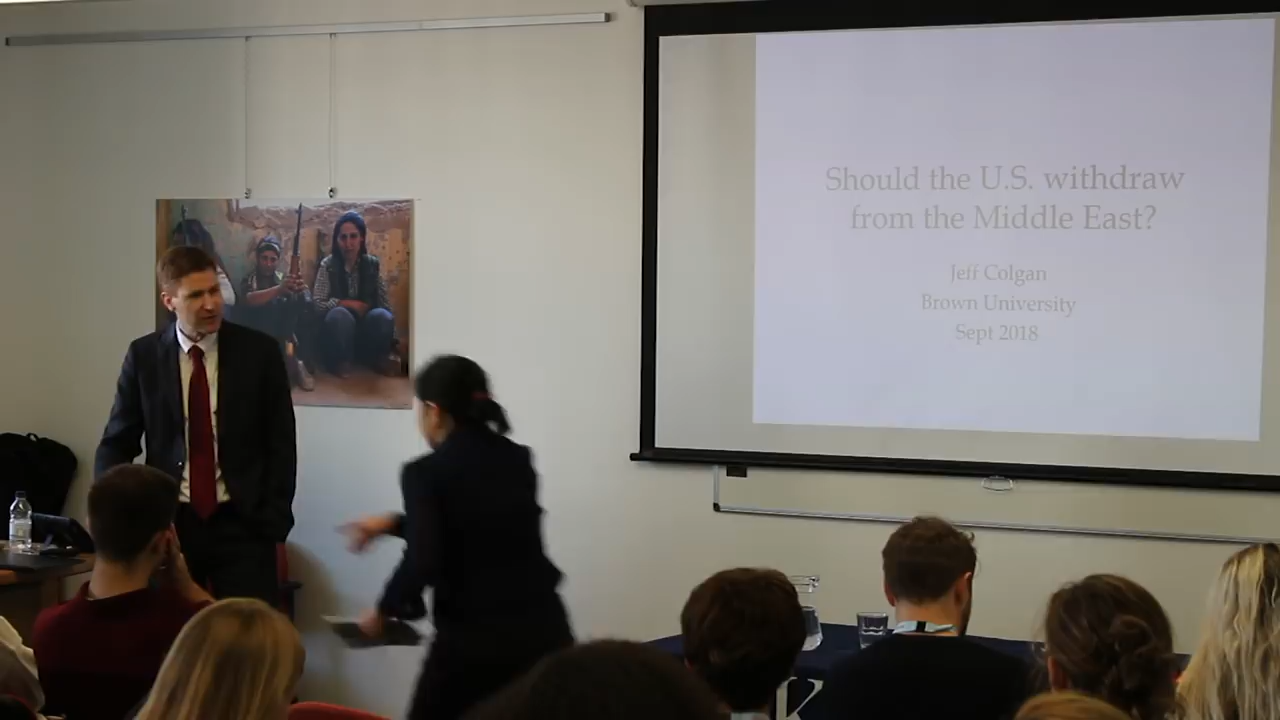 Should the U.S. withdraw
from the Middle East?
Jeff Colgan
Brown University
Sept 2018